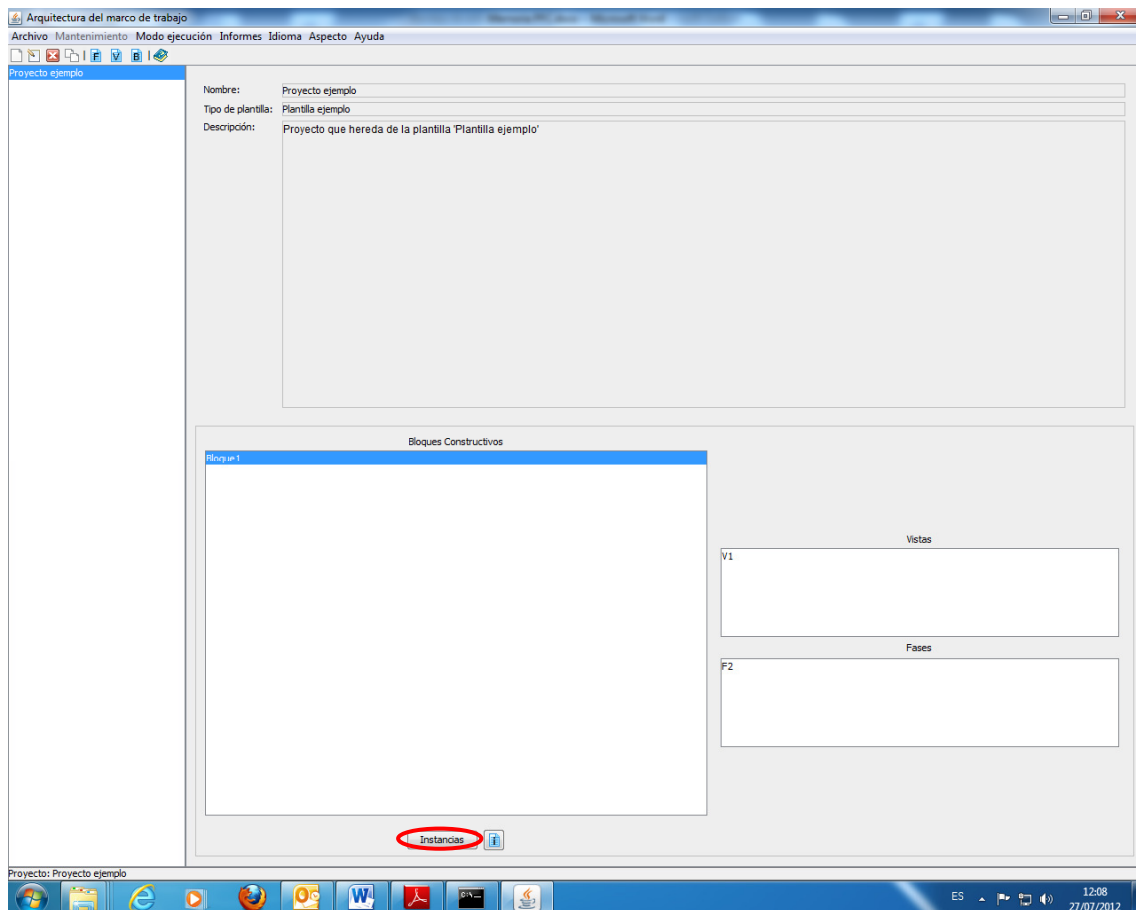 Arquitectura del marco de trabajo
Archivo Mantenimiento Modo ejecución Informes Idioma Aspecto Ayuda
F V B
Proyecto ejemplo
Nombre: Proyecto ejemplo
Tipo de plantilla: Plantilla ejemplo
Descripción: Proyecto que hereda de la plantilla 'Plantilla ejemplo'
Bloques Constructivos
Bloque1
Vistas
V1
Fases
F2
Instancias
Proyecto: Proyecto ejemplo
ES 12:08
27/07/2012